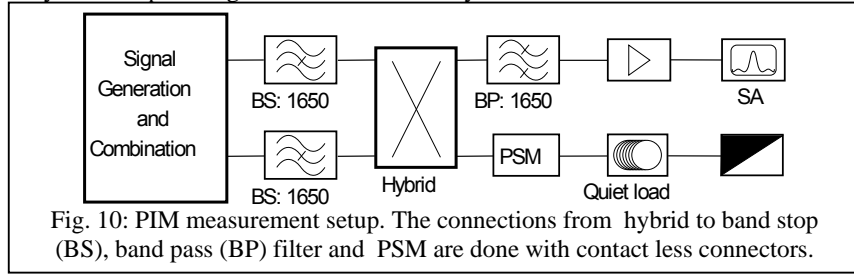 Signal
Generation
and
Combination
BS: 1650
BP: 1650
SA
BS: 1650
Hybrid
PSM
Quiet load
Fig. 10: PIM measurement setup. The connections from hybrid to band stop
(BS), band pass (BP) filter and PSM are done with contact less connectors.